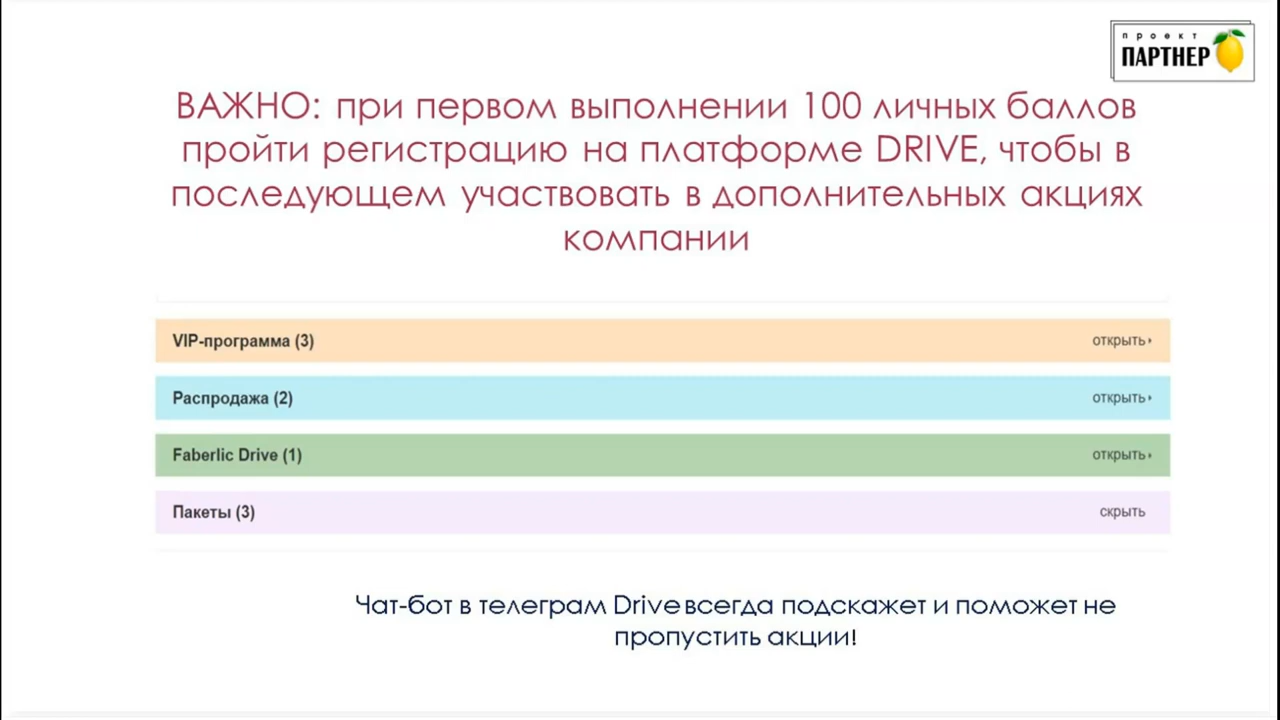 проект
ПАРТНЕР
ВАЖНО: при первом выполнении 100 личных баллов
пройти регистрацию на платформе DRIVE, чтобы в
последующем участвовать в дополнительных акциях
компании
VIP-программа (3) открыть
Распродажа (2) открыть
Faberlic Drive (1) открыть
Пакеты (3) скрыть
Чат-бот в телеграм Drive всегда подскажет и поможет не
пропустить акции!